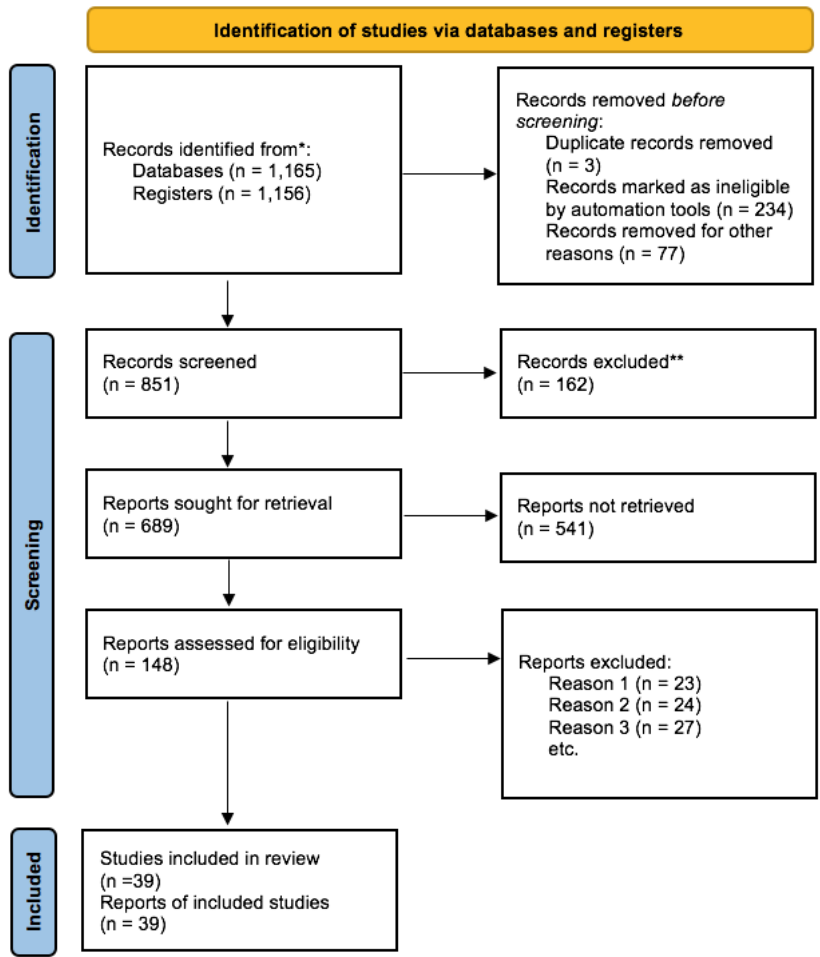 Identification of studies via databases and registers
Identification
Records identified from*:
Databases (n = 1,165)
Registers (n = 1,156)
Records removed before
screening:
Duplicate records removed
(n = 3)
Records marked as ineligible
by automation tools (n = 234)
Records removed for other
reasons (n = 77)
Screening
Records screened
(n = 851)
Records excluded**
(n = 162)
Reports sought for retrieval
(n = 689)
Reports not retrieved
(n = 541)
Reports assessed for eligibility
(n = 148)
Reports excluded:
Reason 1 (n = 23)
Reason 2 (n = 24)
Reason 3 (n = 27)
etc.
Included
Studies included in review
(n =39)
Reports of included studies
(n = 39)